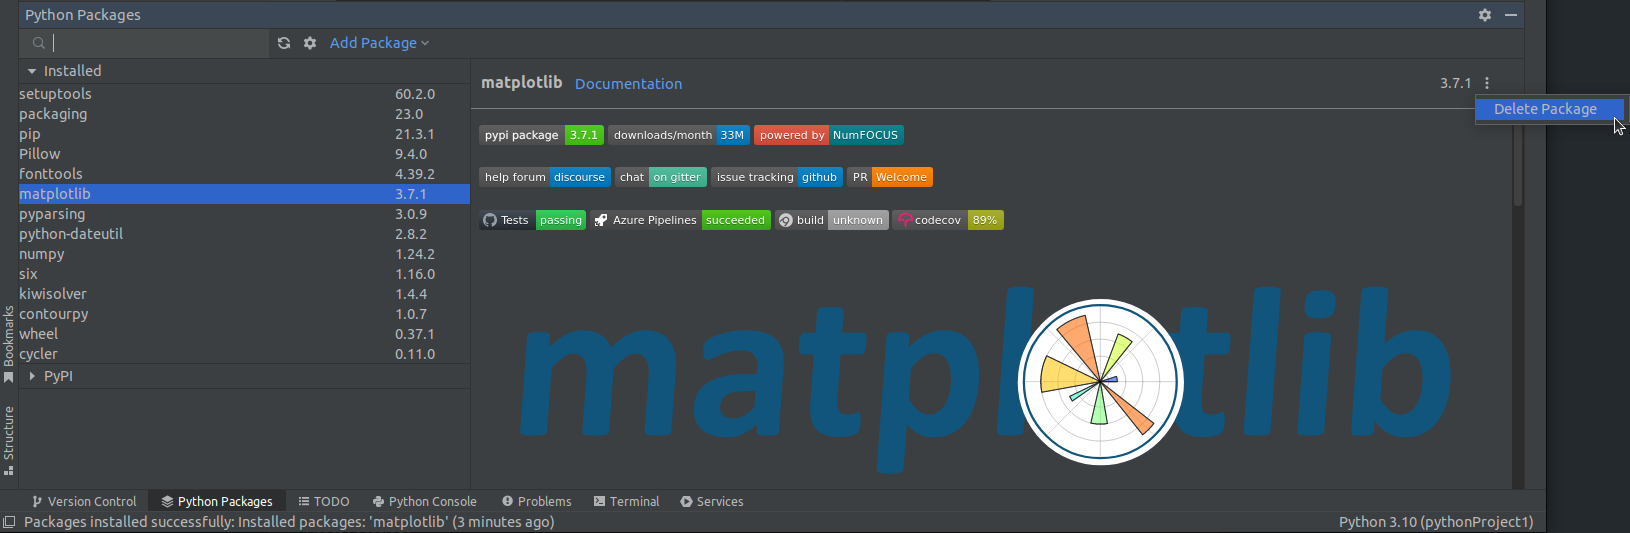 Python Packages
Add Package
Installed
setuptools 60.2.0
packaging 23.0
pip 21.3.1
Pillow 9.4.0
fonttools 4.39.2
matplotlib 3.7.1
pyparsing 3.0.9
python-dateutil 2.8.2
numpy 1.24.2
six 1.16.0
kiwisolver 1.4.4
contourpy 1.0.7
wheel 0.37.1
cycler 0.11.0
PyPI
matplotlib Documentation 3.7.1
Delete Package
pypi package 3.7.1 downloads/month 33M powered by NumFOCUS
help forum discourse chat on gitter issue tracking github PR Welcome
Tests passing Azure Pipelines succeeded build unknown codecov 89%
matplotlib
Bookmarks
Structure
Version Control Python Packages TODO Python Console Problems Terminal Services
Packages installed successfully: Installed packages: 'matplotlib' (3 minutes ago) Python 3.10 (pythonProject1)